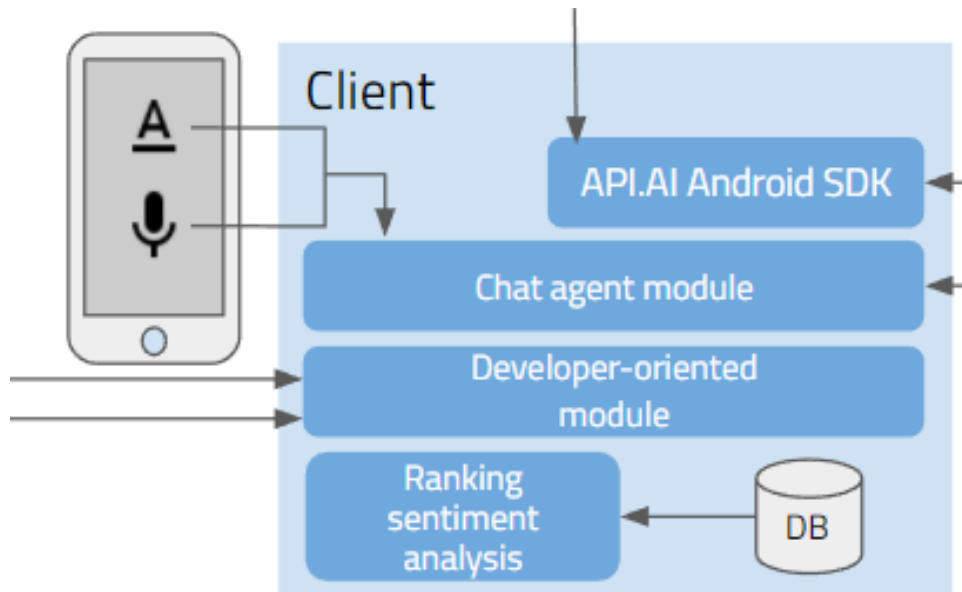 A
Client
API.AI Android SDK
Chat agent module
Developer-oriented
module
Ranking
sentiment
analysis
DB